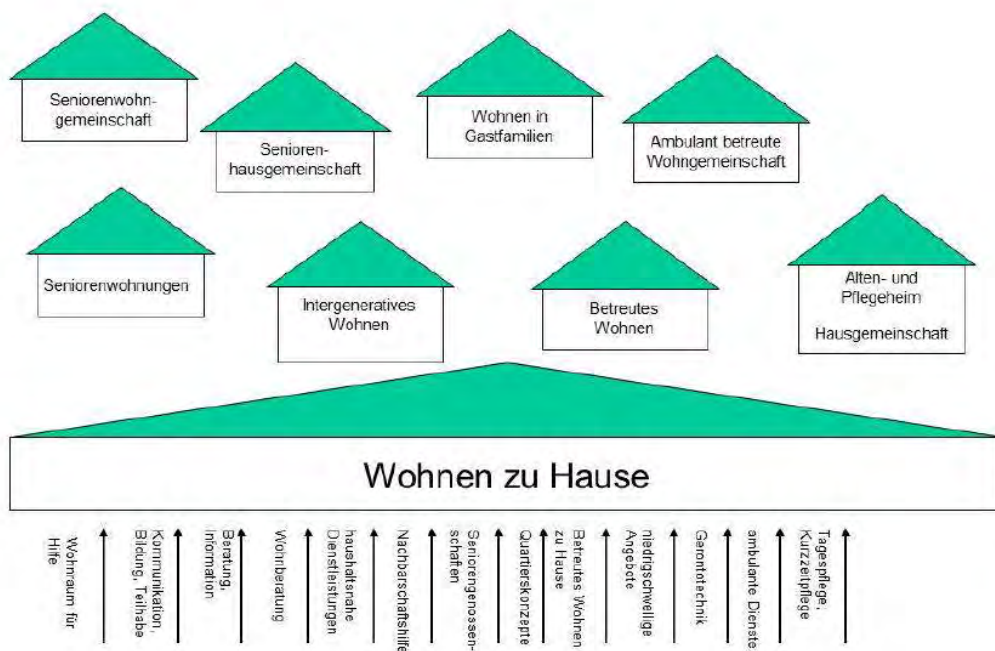 Seniorenwohn-
gemeinschaft
Senioren-
hausgemeinschaft
Wohnen in
Gastfamilien
Ambulant betreute
Wohngemeinschaft
Seniorenwohnungen
Intergeneratives
Wohnen
Betreutes
Wohnen
Alten- und
Pflegeheim
Hausgemeinschaft
Wohnen zu Hause
Wohnraum für
Hilfe
Kommunikation,
Bildung, Teilhabe
Beratung,
Information
Wohnberatung
haushaltsnahe
Dienstleistungen
Nachbarschaftshilfe
Seniorengenossen-
schaften
Quartierskonzepte
Betreutes Wohnen
zu Hause
niedrigschwellige
Angebote
Gerontotechnik
ambulante Dienste
Tagespflege,
Kurzzeitpflege